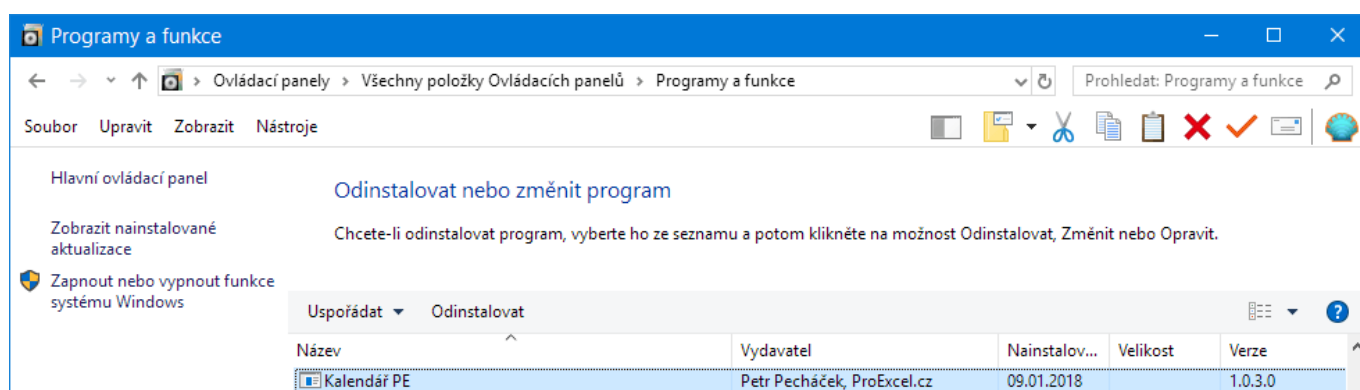 Programy a funkce
Ovládací panely > Všechny položky Ovládacích panelů > Programy a funkce
Prohledat: Programy a funkce
Soubor Upravit Zobrazit Nástroje
Hlavní ovládací panel
Zobrazit nainstalované
aktualizace
Zapnout nebo vypnout funkce
systému Windows
Odinstalovat nebo změnit program
Chcete-li odinstalovat program, vyberte ho ze seznamu a potom klikněte na možnost Odinstalovat, Změnit nebo Opravit.
Uspořádat Odinstalovat
Název Vydavatel Nainstalov... Velikost Verze
Kalendář PE Petr Pecháček, ProExcel.cz 09.01.2018 1.0.3.0